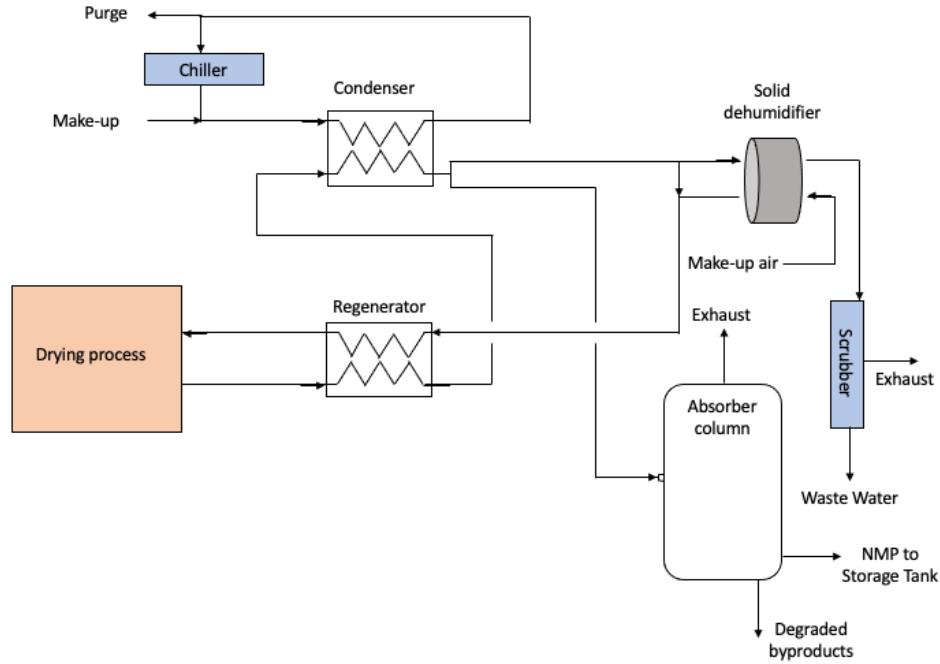 Purge
Chiller
Make-up
Condenser
Solid
dehumidifier
Make-up air
Regenerator
Drying process
Exhaust
Scrubber
Exhaust
Absorber
column
Waste Water
NMP to
Storage Tank
Degraded
byproducts